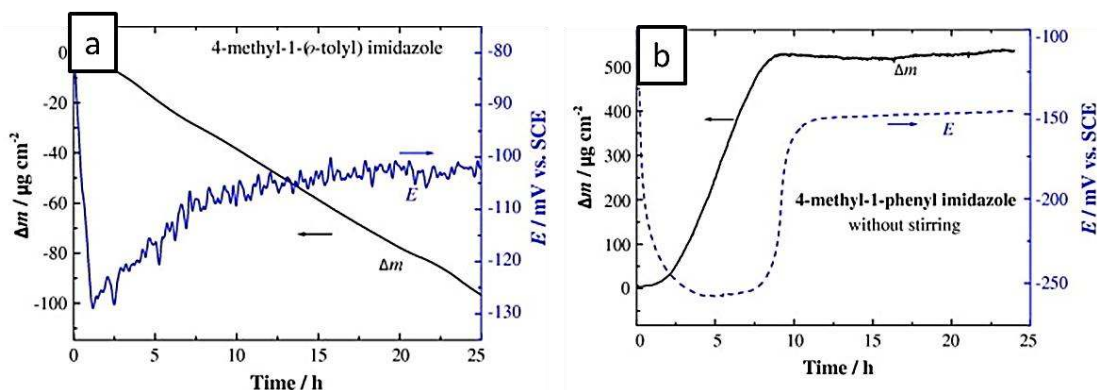 a
4-methyl-1-(o-tolyl) imidazole
0
-20
-40
-60
-80
-100
Δm / µg cm-2
-80
-90
-100
-110
-120
-130
E / mV vs. SCE
E
Δm
0 5 10 15 20 25
Time / h
b
500
400
300
200
100
0
Δm / µg cm-2
-100
-150
-200
-250
E / mV vs. SCE
Δm
E
4-methyl-1-phenyl imidazole
without stirring
0 5 10 15 20 25
Time / h